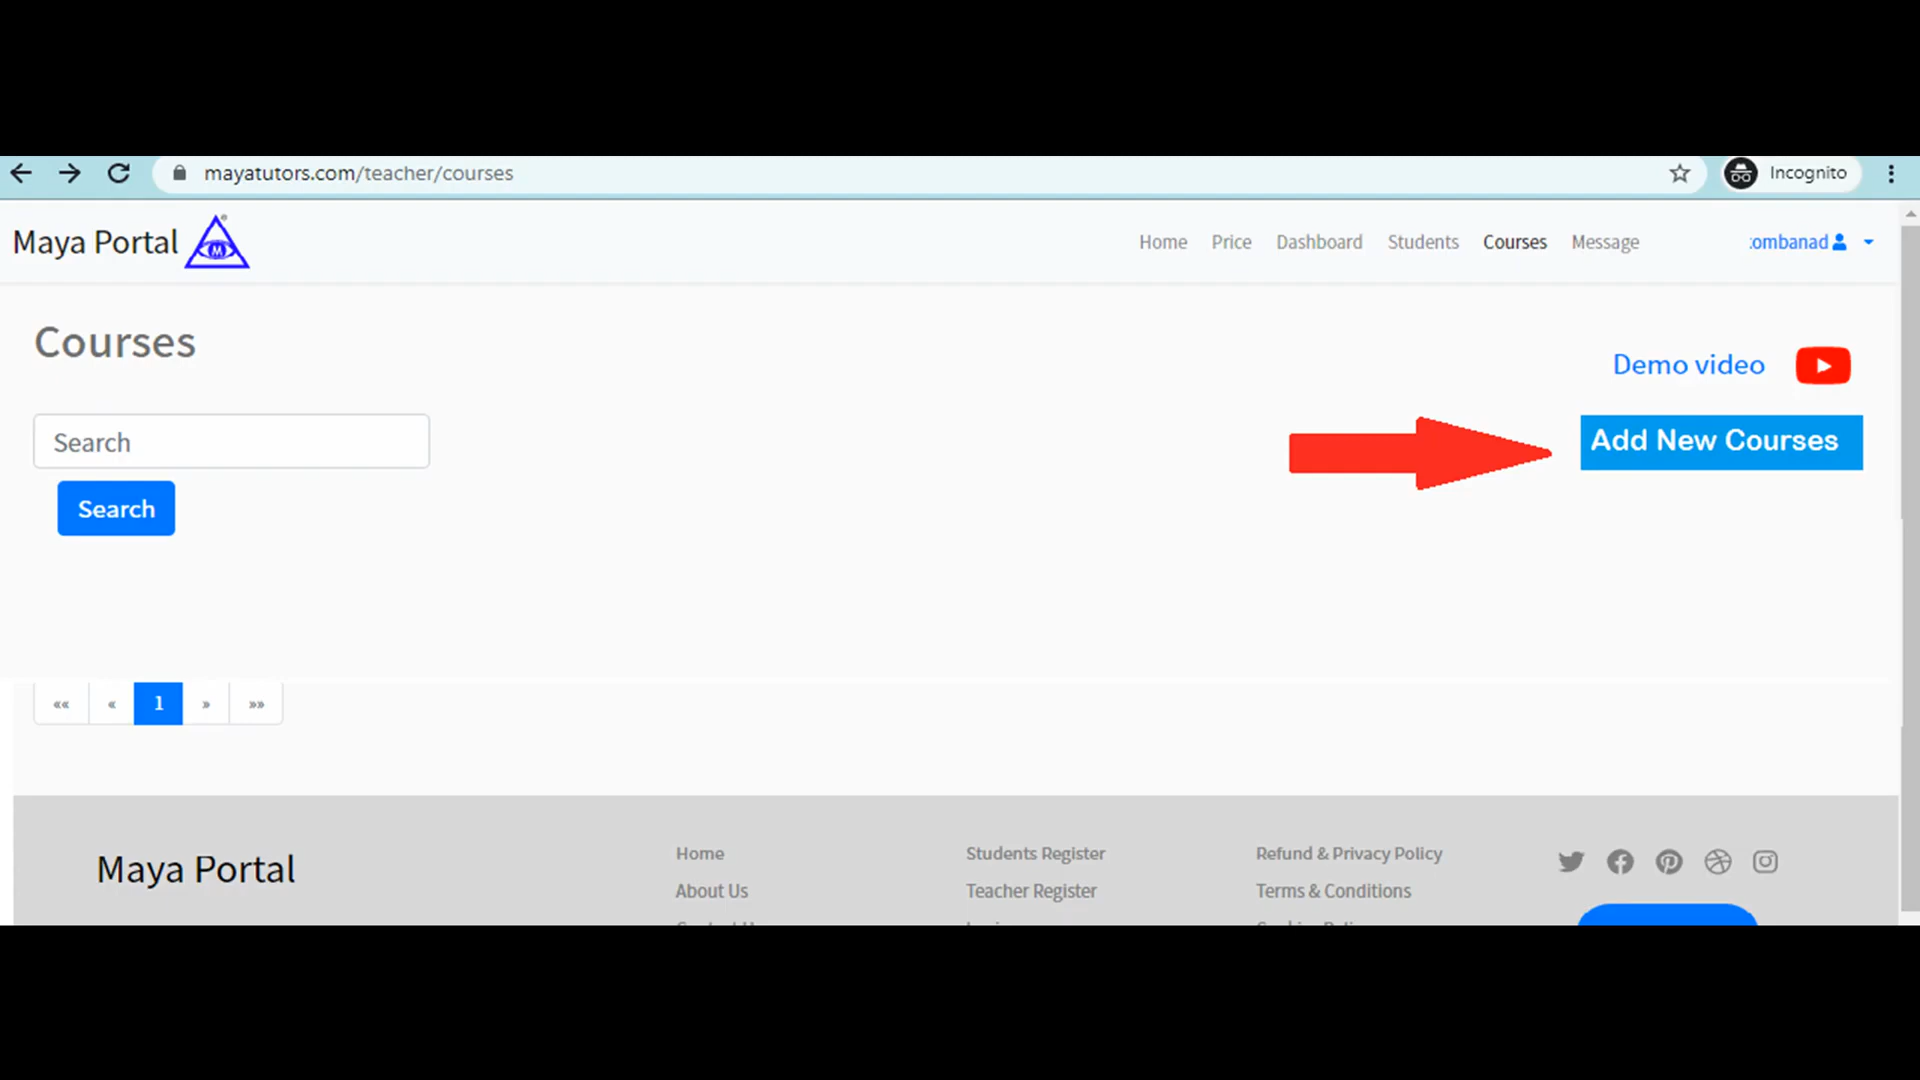 mayatutors.com/teacher/courses
Incognito
Maya Portal
M
Home Price Dashboard Students Courses Message
Courses
Demo video
Search
Add New Courses
Search
«« « 1 » »»
Maya Portal
Home
About Us
Students Register
Teacher Register
Refund & Privacy Policy
Terms & Conditions